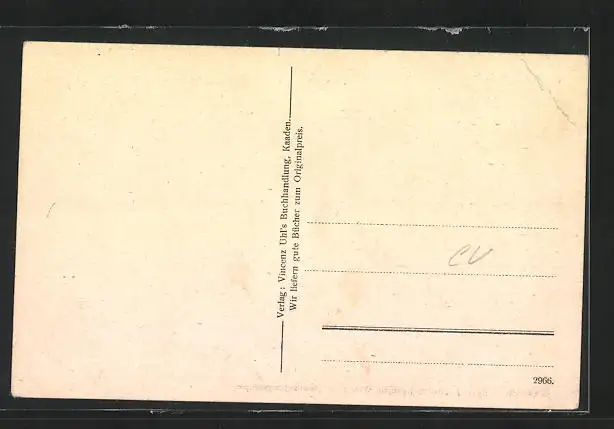 Verlag: Vincenz Uhl's Buchhandlung, Kaaden.
Wir liefern gute Bücher zum Originalpreis.
CV
2966.